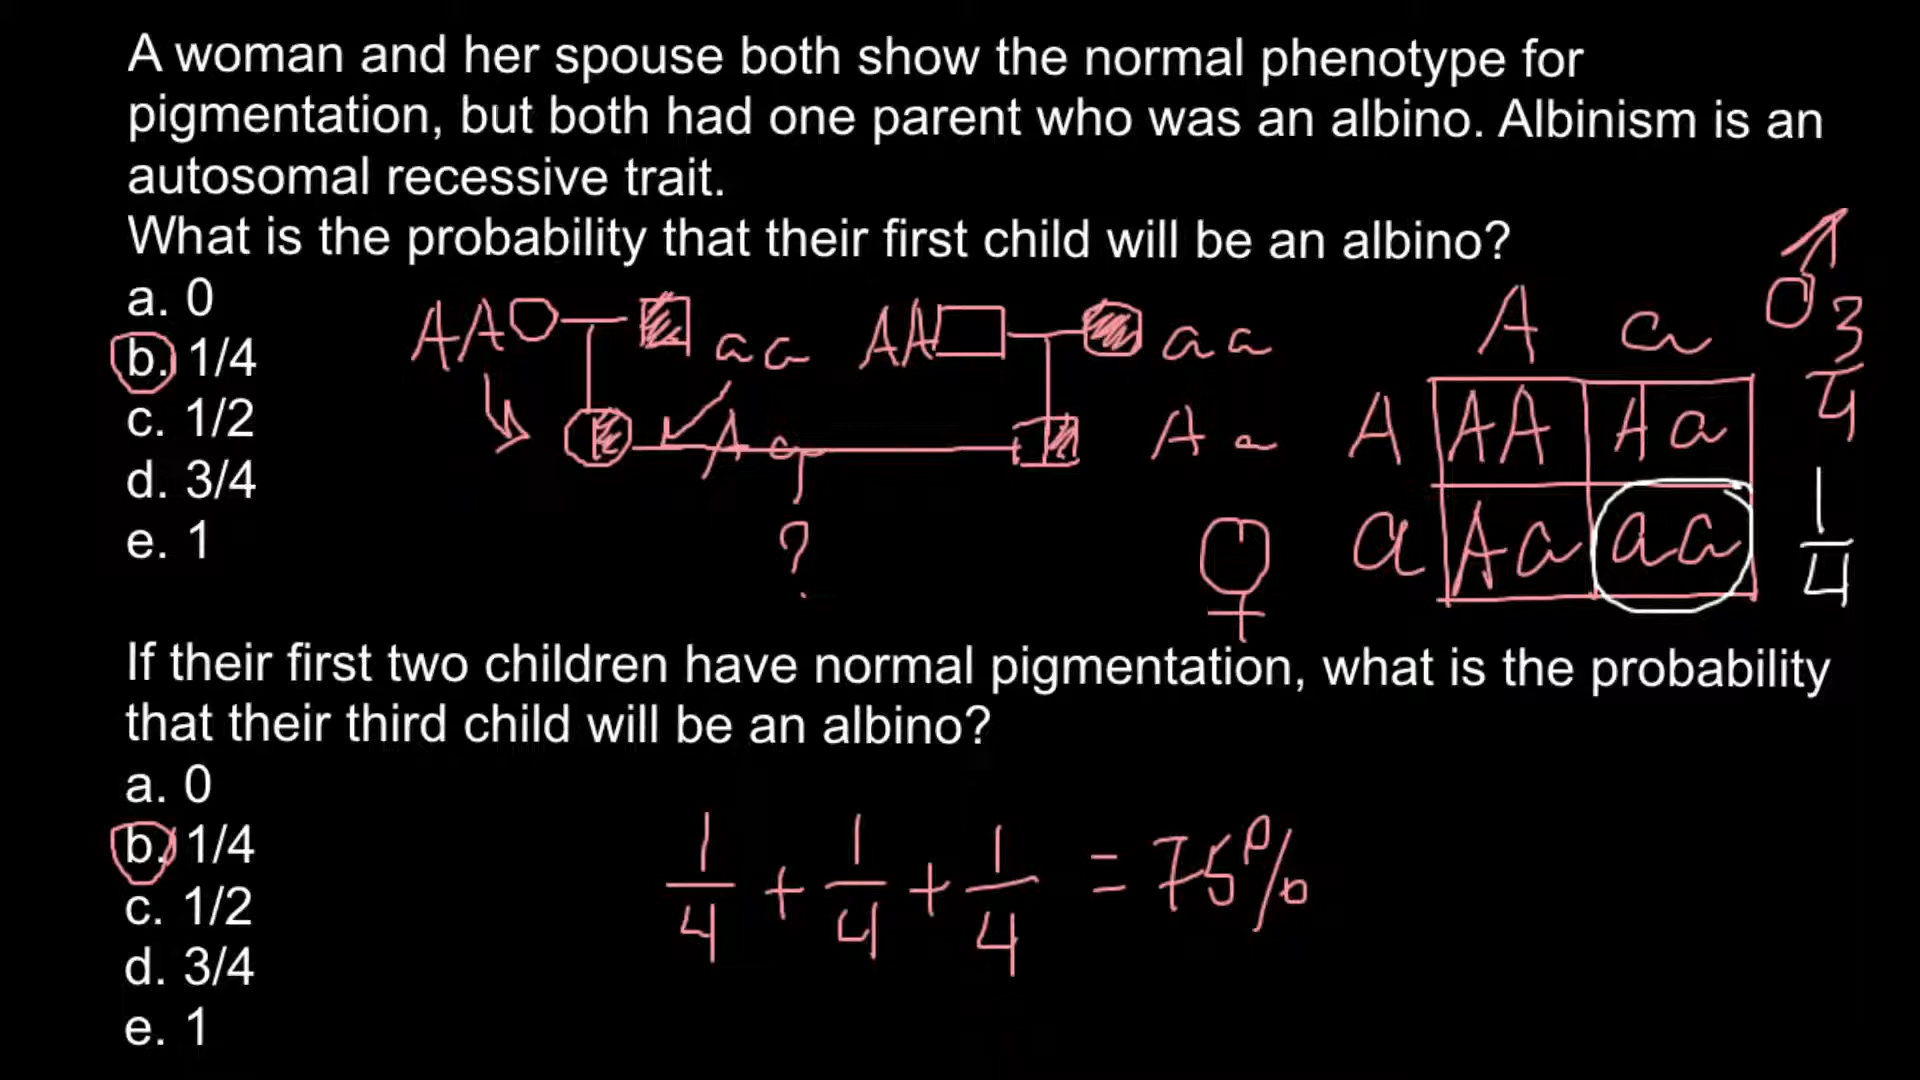 A woman and her spouse both show the normal phenotype for
pigmentation, but both had one parent who was an albino. Albinism is an
autosomal recessive trait.
What is the probability that their first child will be an albino?
a. 0
b. 1/4
c. 1/2
d. 3/4
e. 1
AA aa AA aa
Aa Aa
?
♂
A a
A AA Aa
a Aa aa
♀
3/4
1/4
If their first two children have normal pigmentation, what is the probability
that their third child will be an albino?
a. 0
b. 1/4
c. 1/2
d. 3/4
e. 1
1/4 + 1/4 + 1/4 = 75%